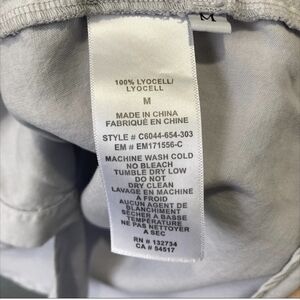 M
100% LYOCELL/
LYOCELL
M
MADE IN CHINA
FABRIQUÉ EN CHINE
STYLE # C6044-654-303
EM # EM171556-C
MACHINE WASH COLD
NO BLEACH
TUMBLE DRY LOW
DO NOT
DRY CLEAN
LAVAGE EN MACHINE
A FROID
AUCUN AGENT DE
BLANCHIMENT
SÉCHER A BASSE
TEMPÉRATURE
NE PAS NETTOYER
A SEC
RN # 132734
CA # 54517